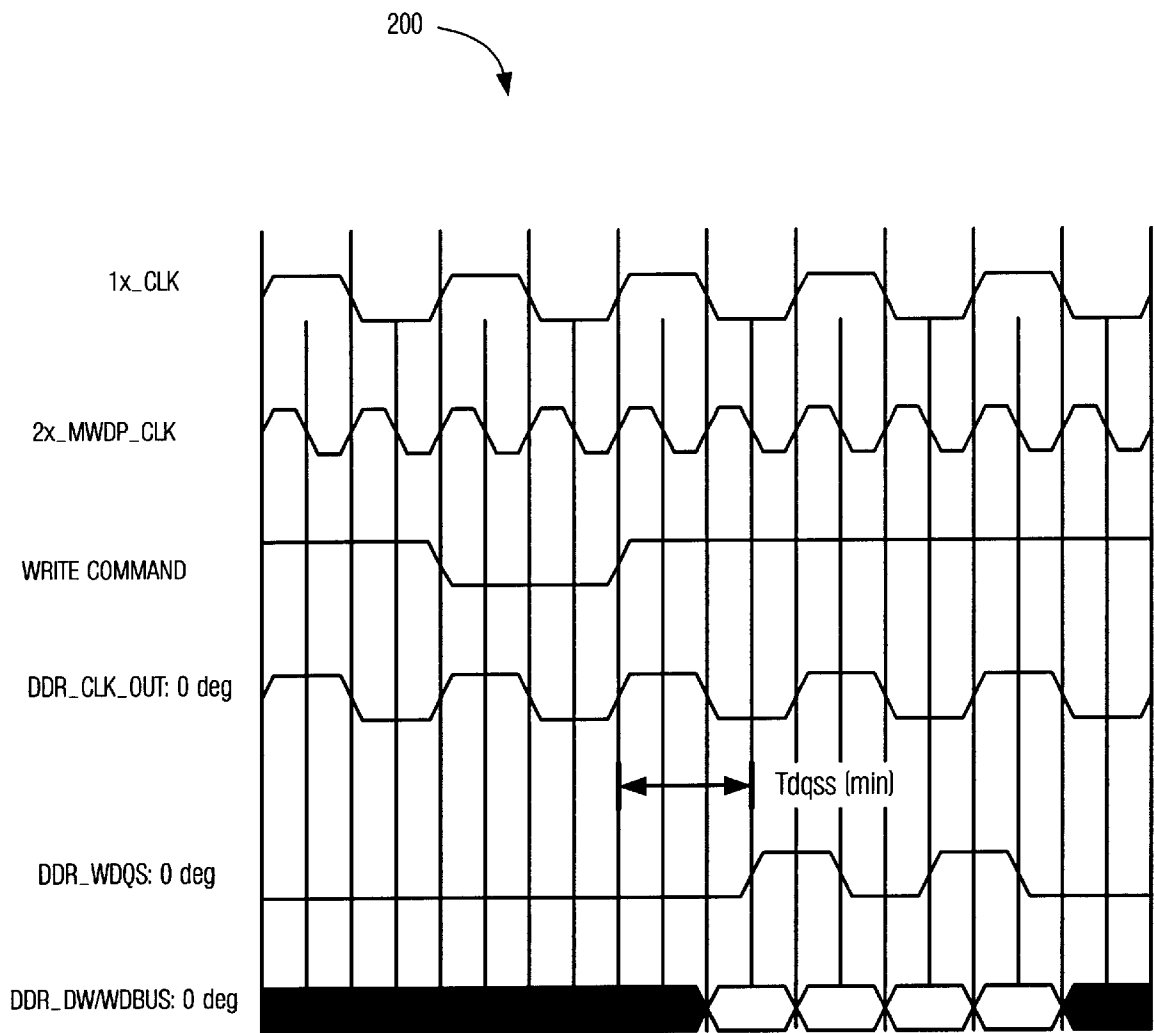 200
1x_CLK
2x_MWDP_CLK
WRITE COMMAND
DDR_CLK_OUT: 0 deg
Tdqss (min)
DDR_WDQS: 0 deg
DDR_DW/WDBUS: 0 deg